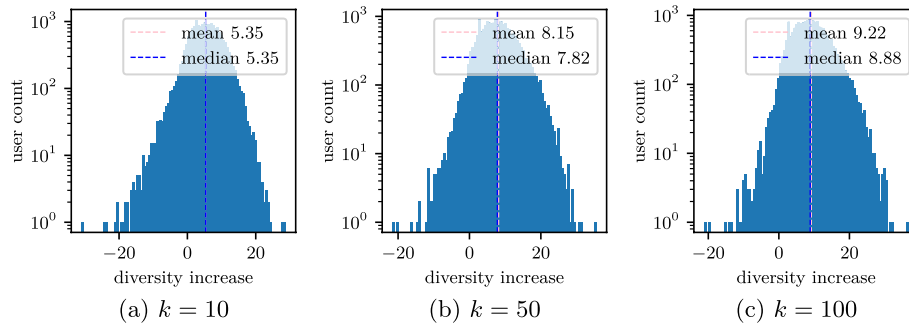 10³
10²
10¹
10⁰
user count
mean 5.35
median 5.35
−20
0
20
diversity increase
(a) k = 10
10³
10²
10¹
10⁰
user count
mean 8.15
median 7.82
−20
0
20
diversity increase
(b) k = 50
10³
10²
10¹
10⁰
user count
mean 9.22
median 8.88
−20
0
20
diversity increase
(c) k = 100